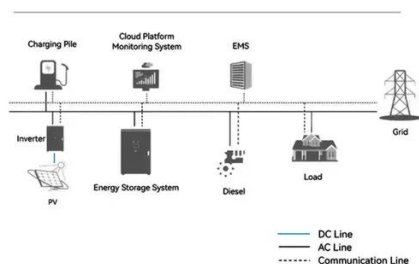 Cloud Platform
Monitoring System
Charging Pile
EMS
Grid
Inverter
PV
Energy Storage System
Diesel
Load
DC Line
AC Line
Communication Line